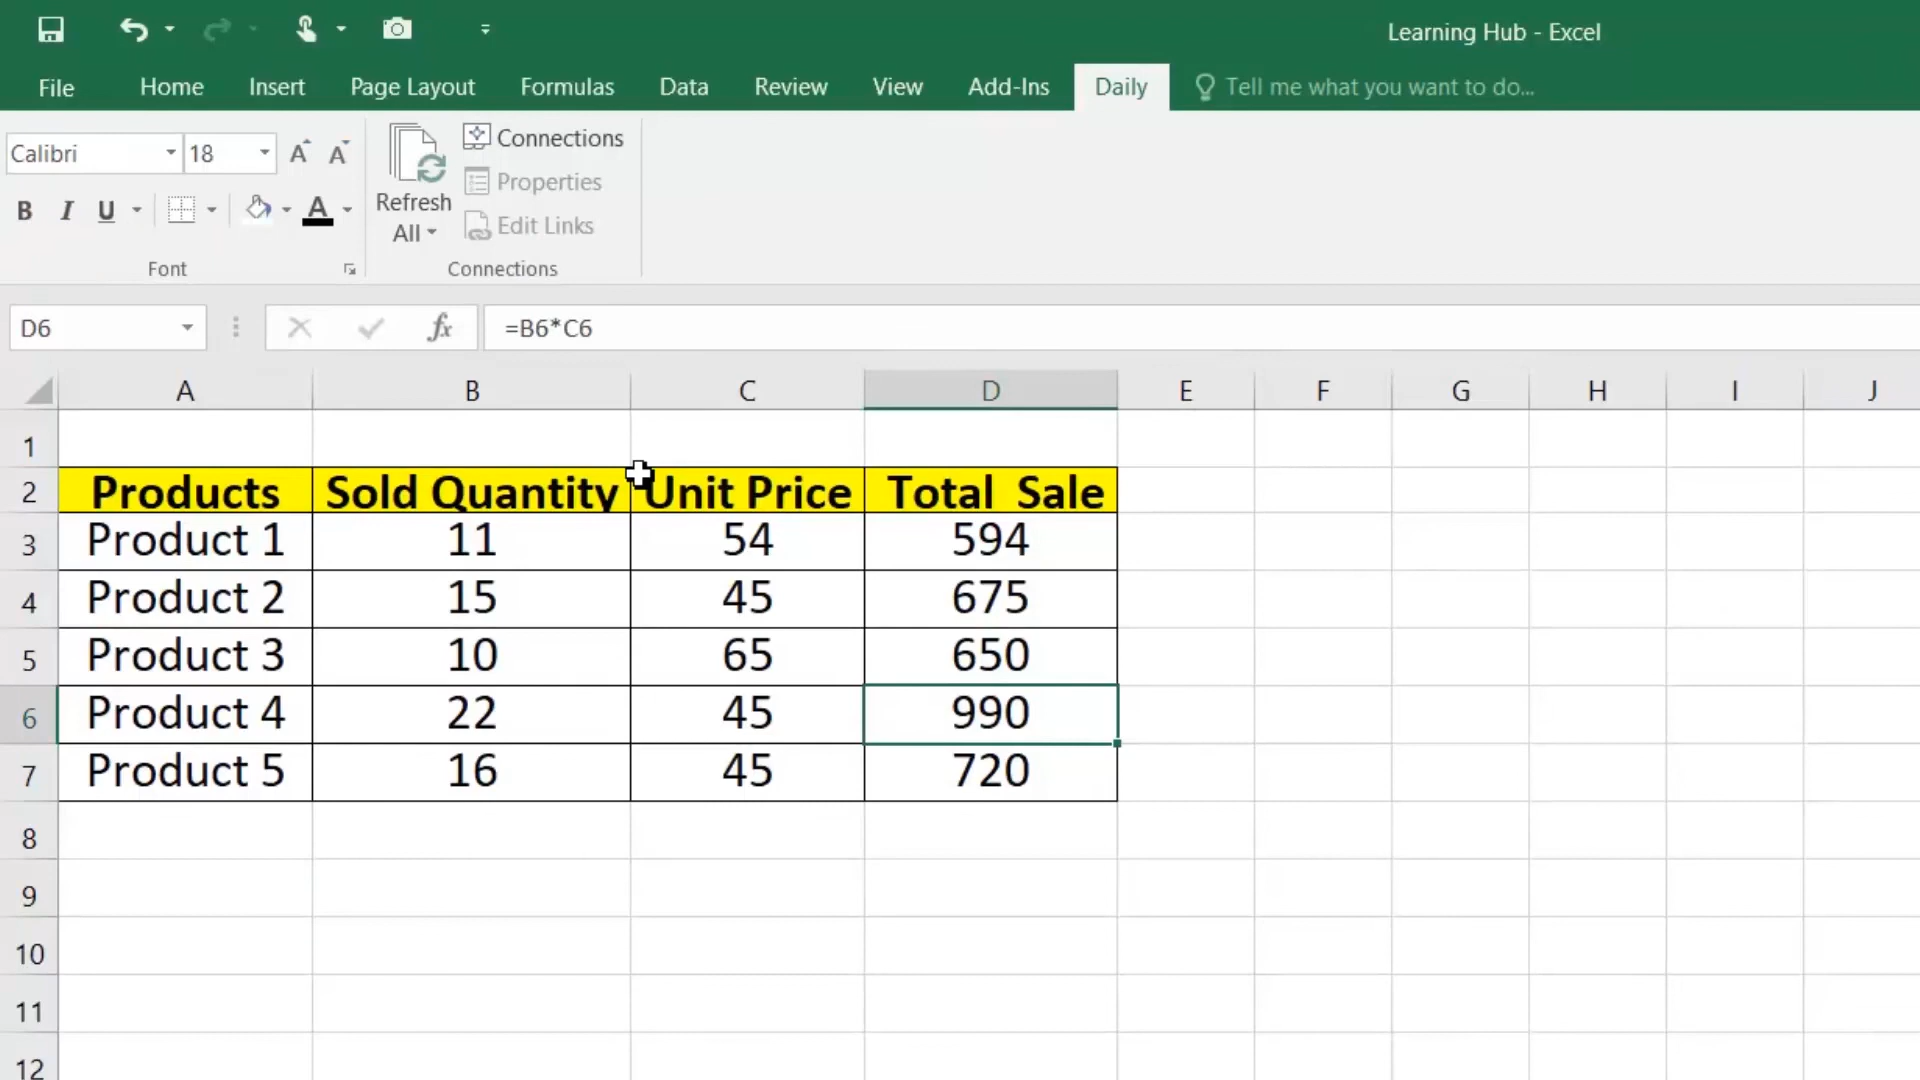 Learning Hub - Excel
File Home Insert Page Layout Formulas Data Review View Add-Ins Daily Tell me what you want to do...
Calibri 18 A A
Connections
Properties
B I U A
Refresh All
Edit Links
Font
Connections
D6 fx =B6*C6
A B C D E F G H I J
1
2 Products Sold Quantity Unit Price Total Sale
3 Product 1 11 54 594
4 Product 2 15 45 675
5 Product 3 10 65 650
6 Product 4 22 45 990
7 Product 5 16 45 720
8
9
10
11
12